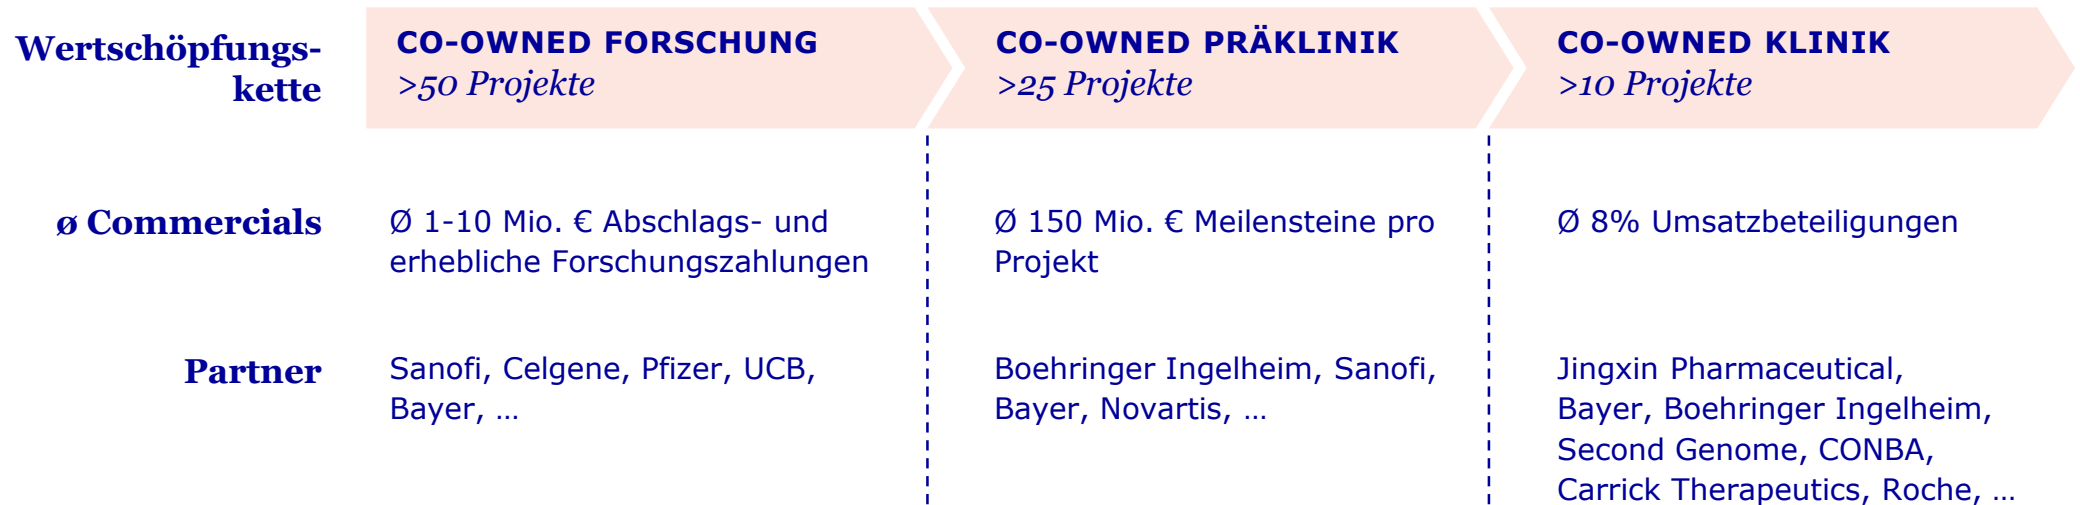 Wertschöpfungs-
kette
CO-OWNED FORSCHUNG
>50 Projekte
CO-OWNED PRÄKLINIK
>25 Projekte
CO-OWNED KLINIK
>10 Projekte
ø Commercials
Ø 1-10 Mio. € Abschlags- und
erhebliche Forschungszahlungen
Ø 150 Mio. € Meilensteine pro
Projekt
Ø 8% Umsatzbeteiligungen
Partner
Sanofi, Celgene, Pfizer, UCB,
Bayer, …
Boehringer Ingelheim, Sanofi,
Bayer, Novartis, …
Jingxin Pharmaceutical,
Bayer, Boehringer Ingelheim,
Second Genome, CONBA,
Carrick Therapeutics, Roche, …